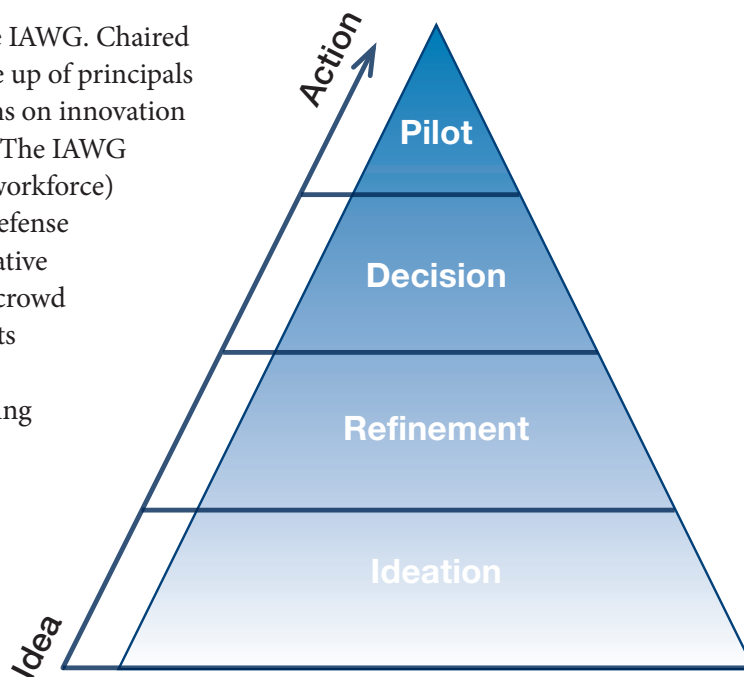 e IAWG. Chaired
e up of principals
ns on innovation
The IAWG
workforce)
efense
ative
crowd
ts
ing
Action
Pilot
Decision
Refinement
Ideation
Idea